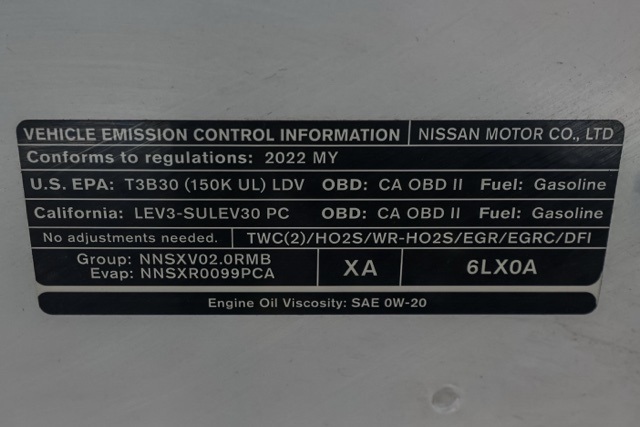 VEHICLE EMISSION CONTROL INFORMATION NISSAN MOTOR CO., LTD
Conforms to regulations: 2022 MY
U.S. EPA: T3B30 (150K UL) LDV OBD: CA OBD II Fuel: Gasoline
California: LEV3-SULEV30 PC OBD: CA OBD II Fuel: Gasoline
No adjustments needed. TWC(2)/HO2S/WR-HO2S/EGR/EGRC/DFI
Group: NNSXV02.0RMB
Evap: NNSXR0099PCA
XA
6LX0A
Engine Oil Viscosity: SAE 0W-20